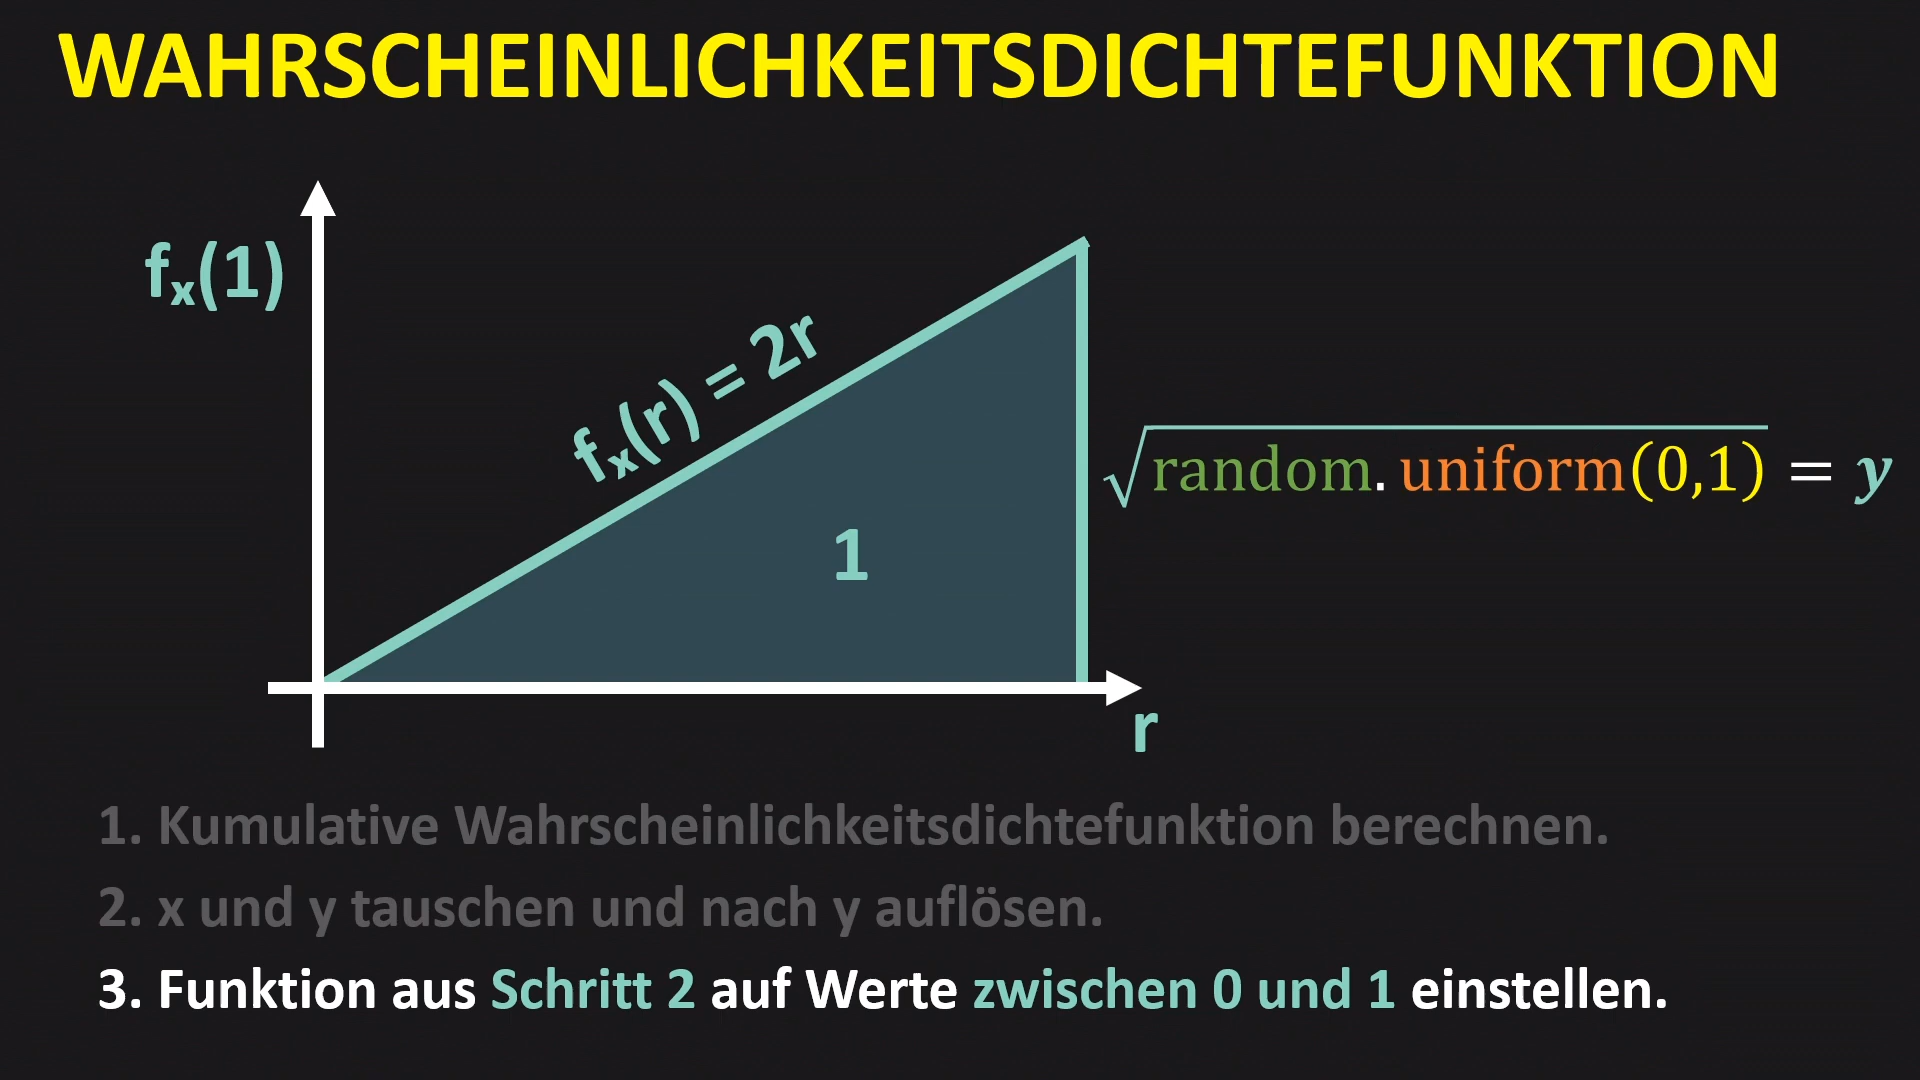 WAHRSCHEINLICHKEITSDICHTEFUNKTION
fₓ(1)
fₓ(r) = 2r
√random.uniform(0,1) = y
1
r
1. Kumulative Wahrscheinlichkeitsdichtefunktion berechnen.
2. x und y tauschen und nach y auflösen.
3. Funktion aus Schritt 2 auf Werte zwischen 0 und 1 einstellen.